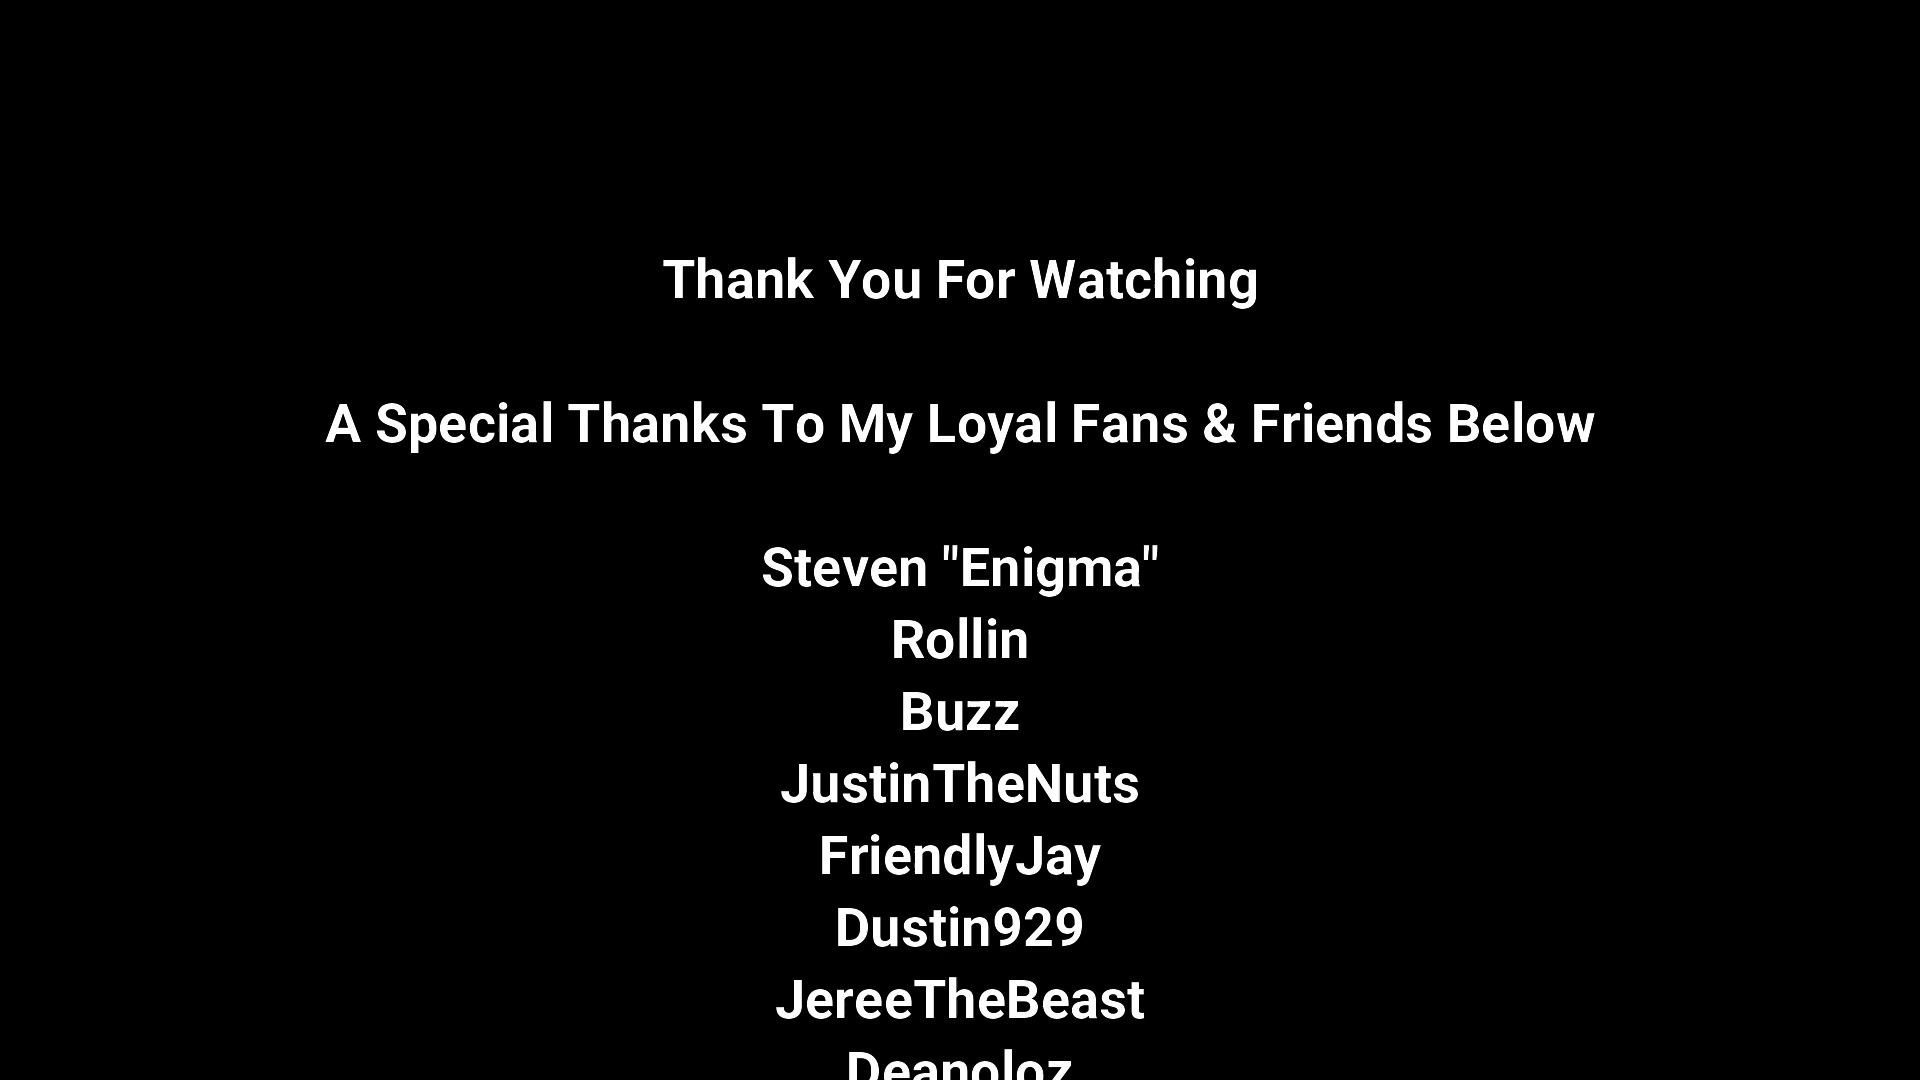 Thank You For Watching
A Special Thanks To My Loyal Fans & Friends Below
Steven "Enigma"
Rollin
Buzz
JustinTheNuts
FriendlyJay
Dustin929
JereeTheBeast
Deanoloz